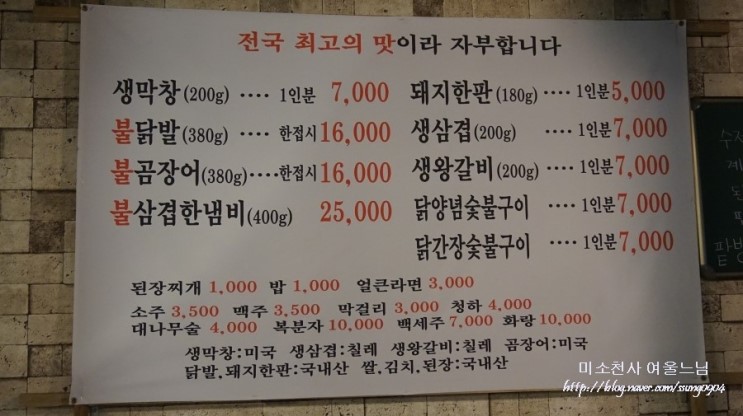 전국 최고의 맛이라 자부합니다
생막창(200g) ···· 1인분 7,000
불닭발(380g) ···· 한접시 16,000
불곰장어(380g)····한접시 16,000
불삼겹한냄비(400g) 25,000
돼지한판(180g) ··· 1인분 5,000
생삼겹(200g) ···· 1인분 7,000
생왕갈비(200g) ··· 1인분 7,000
닭양념숯불구이 ···· 1인분 7,000
닭간장숯불구이 ···· 1인분 7,000
된장찌개 1,000 밥 1,000 얼큰라면 3,000
소주 3,500 맥주 3,500 막걸리 3,000 청하 4,000
대나무술 4,000 복분자 10,000 백세주 7,000 화랑 10,000
생막창:미국 생삼겹:칠레 생왕갈비:칠레 곰장어:미국
닭발.돼지한판:국내산 쌀.김치.된장:국내산
미소천사 여울느님
http://blog.naver.com/ssung0904